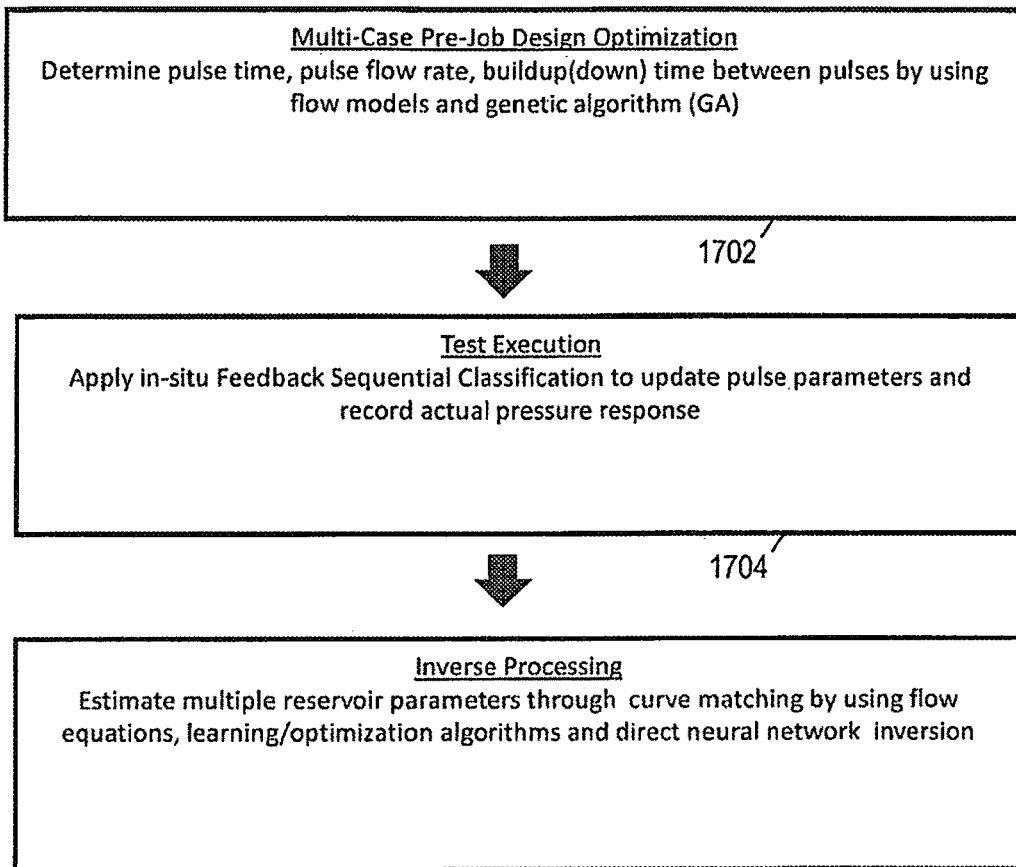 Multi-Case Pre-Job Design Optimization
Determine pulse time, pulse flow rate, buildup(down) time between pulses by using
flow models and genetic algorithm (GA)
1702
Test Execution
Apply in-situ Feedback Sequential Classification to update pulse parameters and
record actual pressure response
1704
Inverse Processing
Estimate multiple reservoir parameters through curve matching by using flow
equations, learning/optimization algorithms and direct neural network inversion